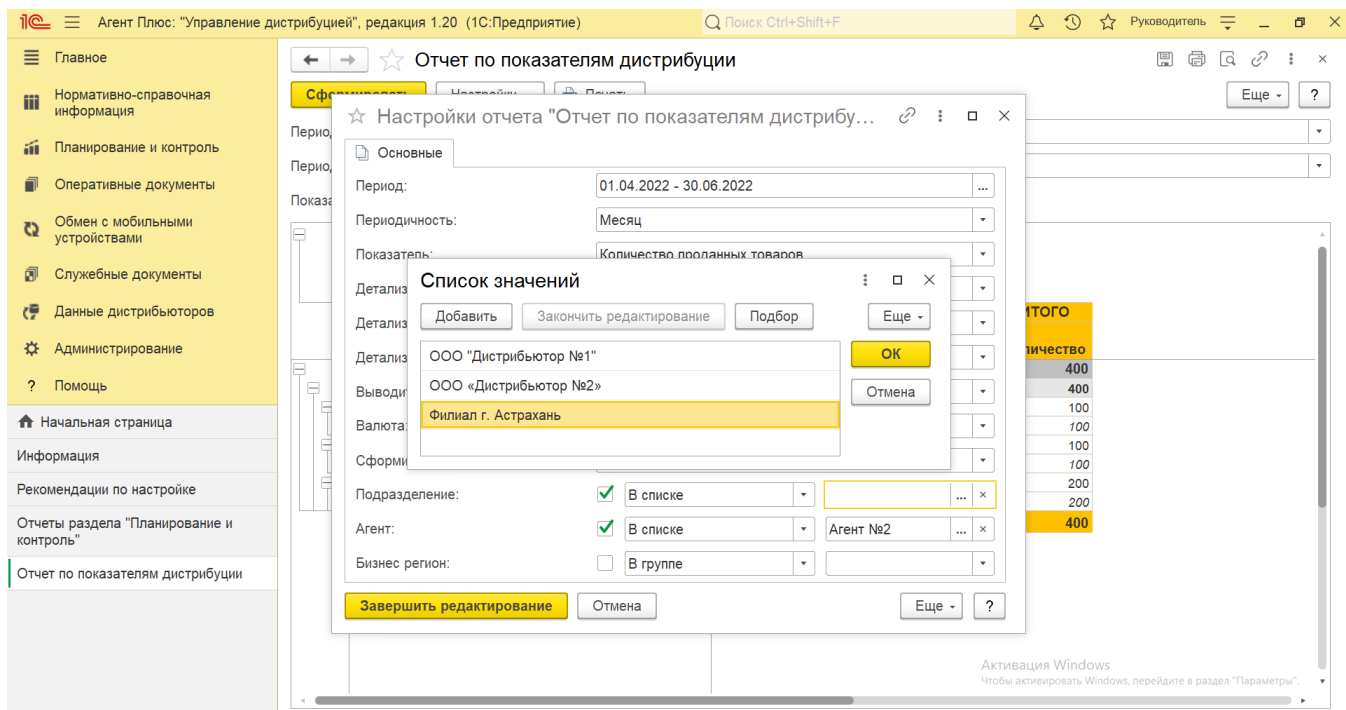 Агент Плюс: "Управление дистрибуцией", редакция 1.20 (1С:Предприятие)
Поиск Ctrl+Shift+F
Руководитель
Главное
Нормативно-справочная
информация
Планирование и контроль
Оперативные документы
Обмен с мобильными
устройствами
Служебные документы
Данные дистрибьюторов
Администрирование
? Помощь
Начальная страница
Информация
Рекомендации по настройке
Отчеты раздела "Планирование и
контроль"
Отчет по показателям дистрибуции
Отчет по показателям дистрибуции
Еще
?
Настройки отчета "Отчет по показателям дистрибу...
Основные
Период: 01.04.2022 - 30.06.2022 ...
Периодичность: Месяц
Показатель: Количество проданных товаров
Список значений
Добавить Закончить редактирование Подбор Еще
ООО "Дистрибьютор №1"
ООО «Дистрибьютор №2»
Филиал г. Астрахань
ОК
Отмена
Подразделение: В списке ...
Агент: В списке Агент №2 ...
Бизнес регион: В группе
Завершить редактирование Отмена Еще ?
400
400
100
100
100
100
200
200
400
Активация Windows
Чтобы активировать Windows, перейдите в раздел "Параметры".